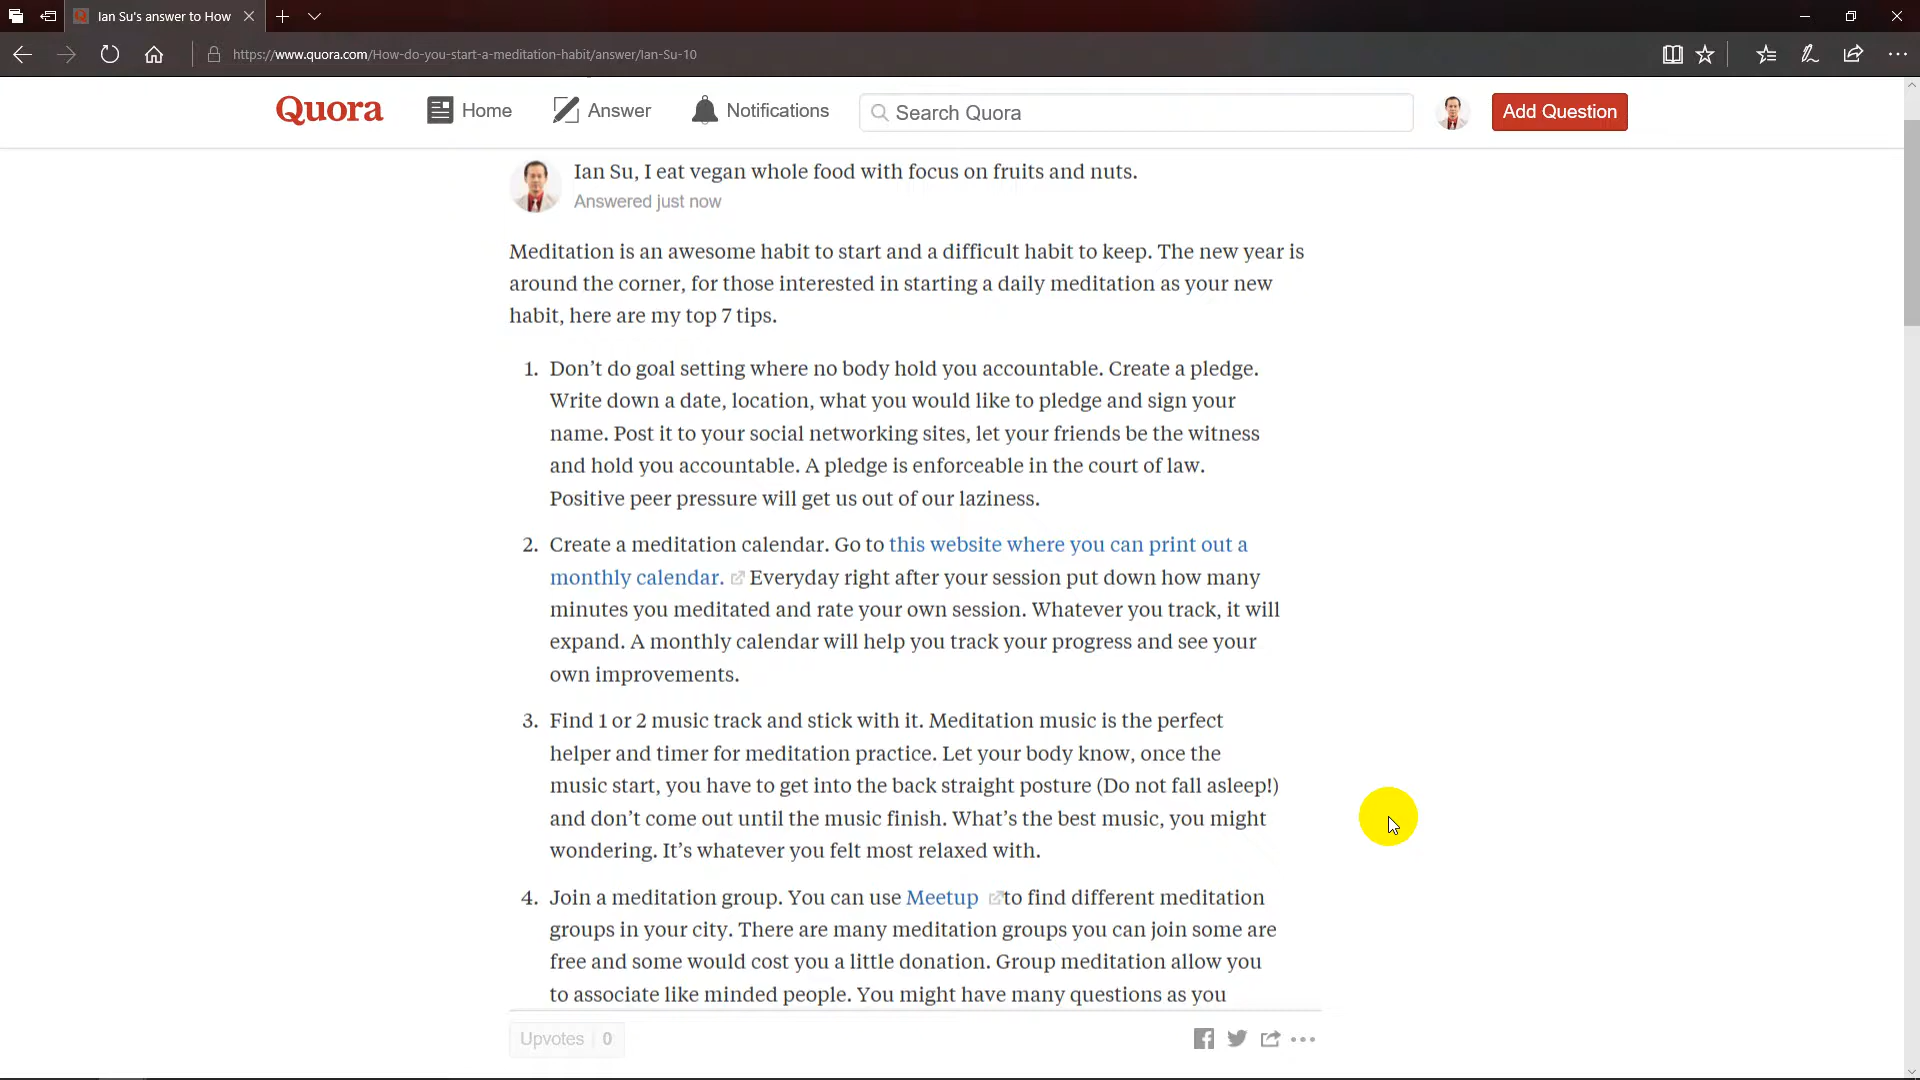 Ian Su's answer to How
https://www.quora.com/How-do-you-start-a-meditation-habit/answer/Ian-Su-10
Quora
Home
Answer
Notifications
Search Quora
Add Question
Ian Su, I eat vegan whole food with focus on fruits and nuts.
Answered just now
Meditation is an awesome habit to start and a difficult habit to keep. The new year is
around the corner, for those interested in starting a daily meditation as your new
habit, here are my top 7 tips.
1. Don’t do goal setting where no body hold you accountable. Create a pledge.
Write down a date, location, what you would like to pledge and sign your
name. Post it to your social networking sites, let your friends be the witness
and hold you accountable. A pledge is enforceable in the court of law.
Positive peer pressure will get us out of our laziness.
2. Create a meditation calendar. Go to this website where you can print out a
monthly calendar. Everyday right after your session put down how many
minutes you meditated and rate your own session. Whatever you track, it will
expand. A monthly calendar will help you track your progress and see your
own improvements.
3. Find 1 or 2 music track and stick with it. Meditation music is the perfect
helper and timer for meditation practice. Let your body know, once the
music start, you have to get into the back straight posture (Do not fall asleep!)
and don’t come out until the music finish. What’s the best music, you might
wondering. It’s whatever you felt most relaxed with.
4. Join a meditation group. You can use Meetup to find different meditation
groups in your city. There are many meditation groups you can join some are
free and some would cost you a little donation. Group meditation allow you
to associate like minded people. You might have many questions as you
Upvotes 0